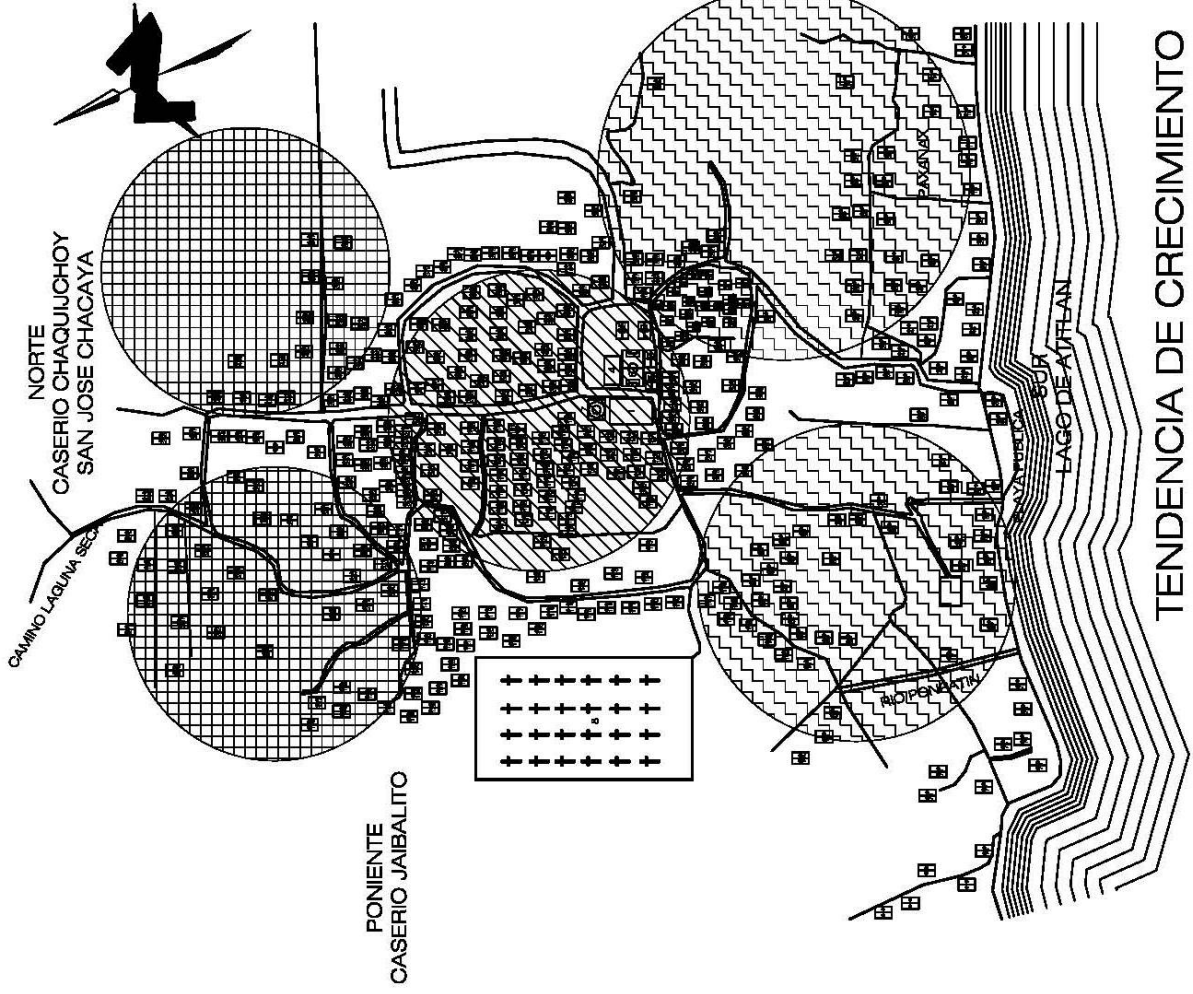 NORTE
CASERIO CHAQUIJCHOY
SAN JOSE CHACAYA
CAMINO LAGUNA SECA
PONIENTE
CASERIO JAIBALITO
PAXANAX
RIO PONBATIN
PLAYA PUBLICA
SUR
LAGO DE ATITLAN
TENDENCIA DE CRECIMIENTO